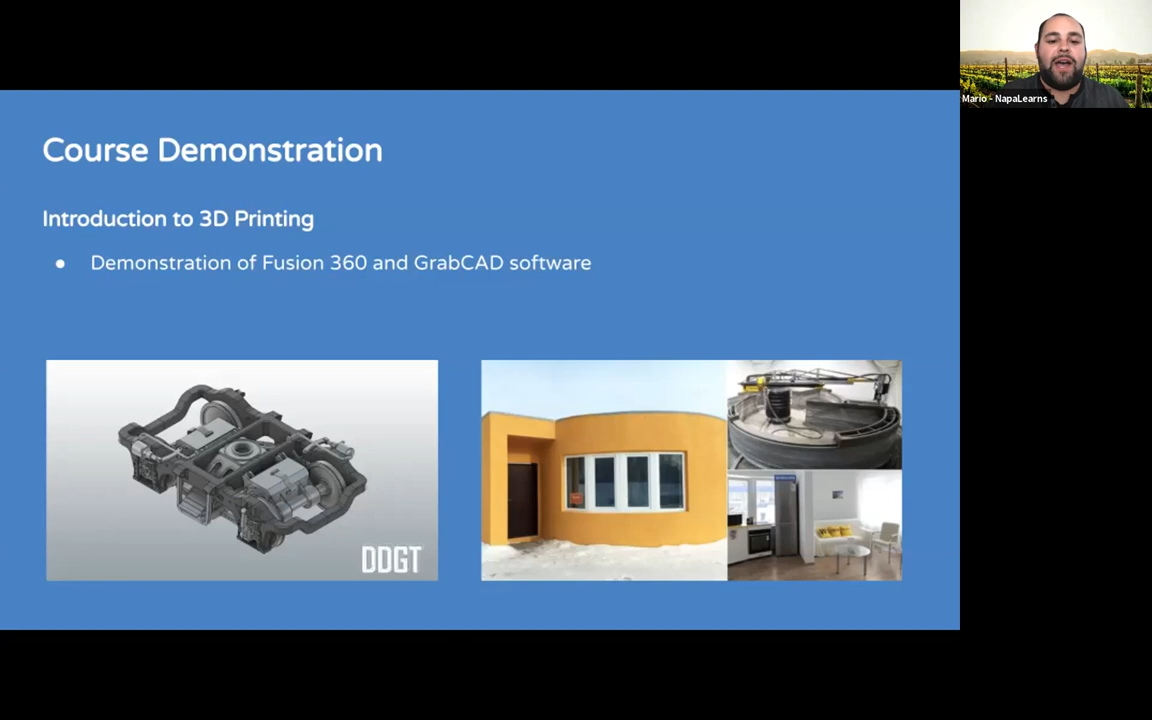 Mario - NapaLearns
Course Demonstration
Introduction to 3D Printing
● Demonstration of Fusion 360 and GrabCAD software
DDGT